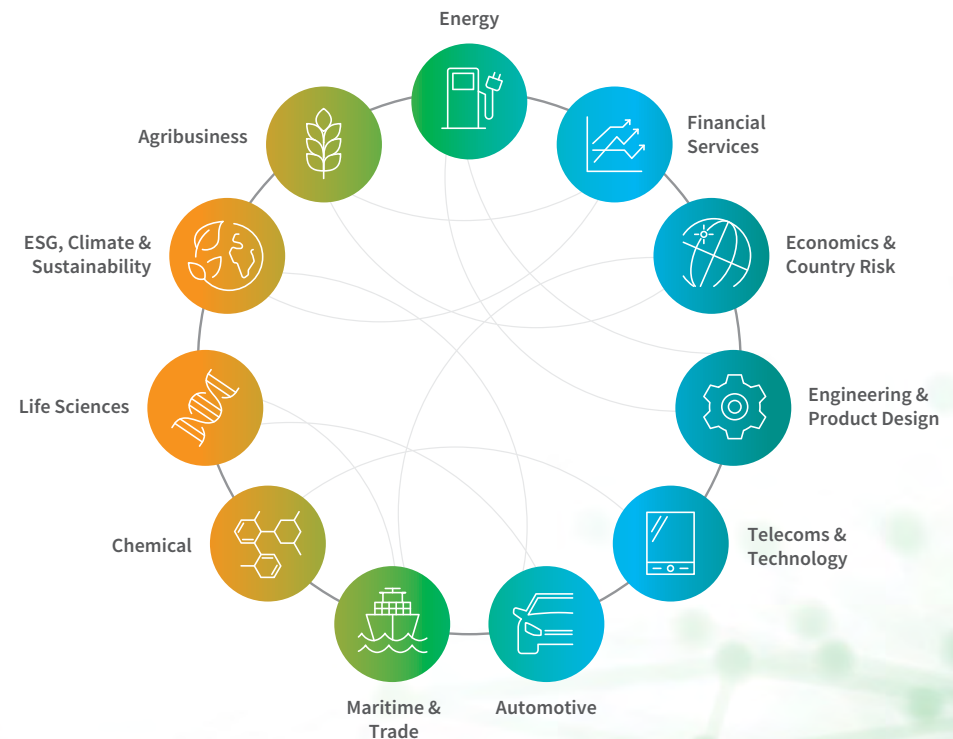 Energy
Financial
Services
Economics &
Country Risk
Engineering &
Product Design
Telecoms &
Technology
Automotive
Maritime &
Trade
Chemical
Life Sciences
ESG, Climate &
Sustainability
Agribusiness